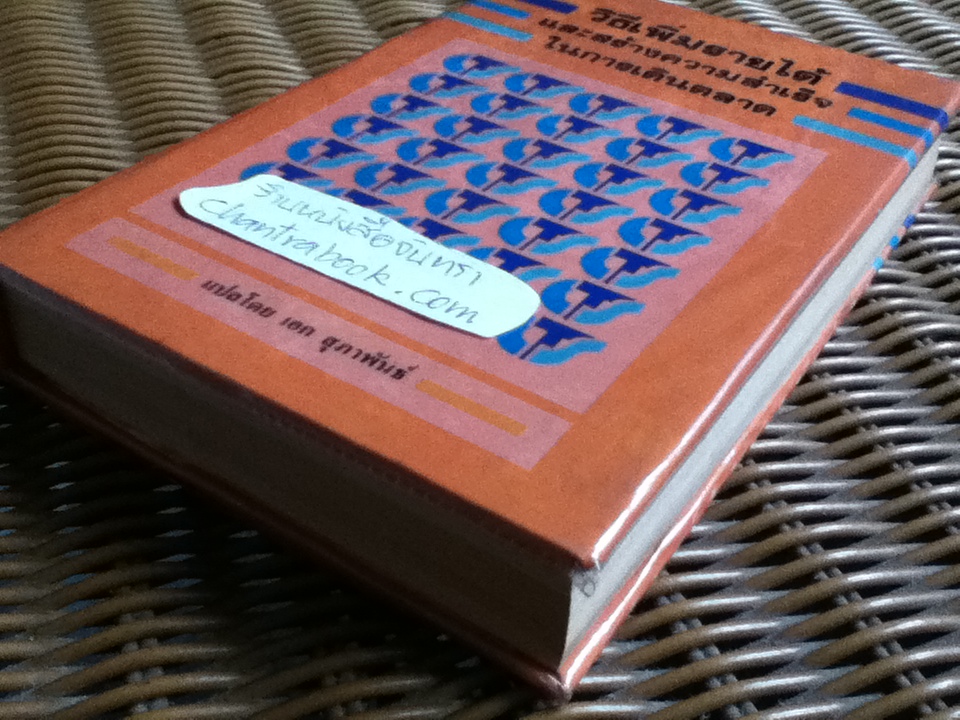 วิธีเพิ่มรายได้
และสร้างความสำเร็จ
ในการเดินตลาด
ร้านหนังสือจันทรา
chantrabook.com
แปลโดย เอก สุภาพันธ์